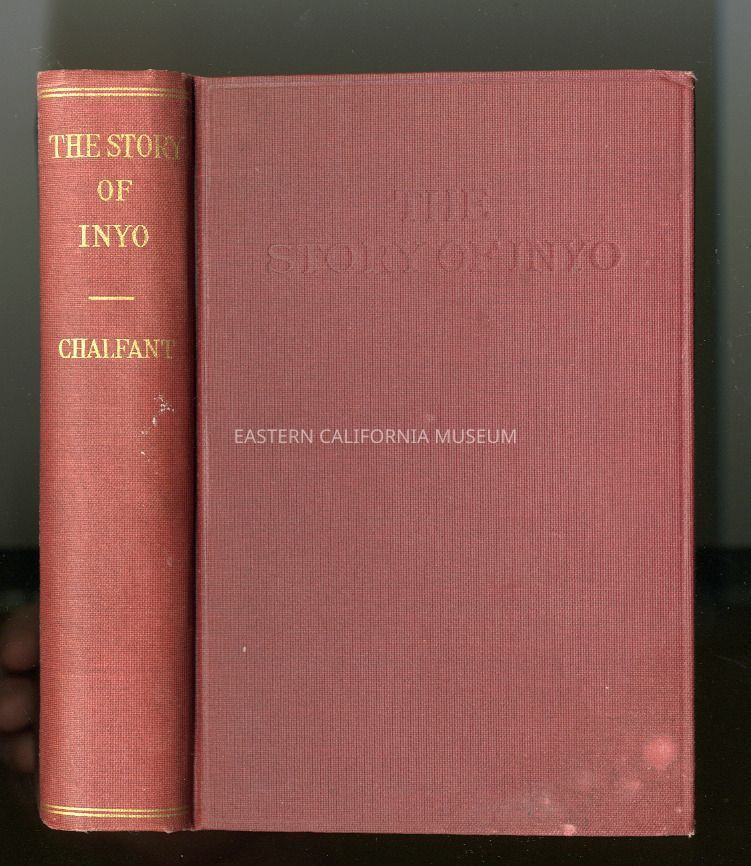 THE STORY
OF
INYO
CHALFANT
THE
STORY OF INYO
EASTERN CALIFORNIA MUSEUM